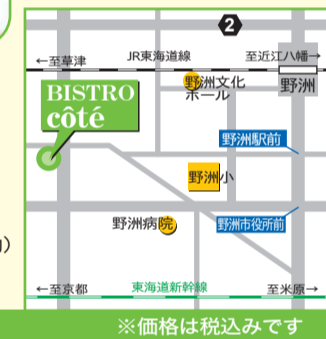 2
←至草津
JR東海道線
至近江八幡→
野洲文化
ホール
野洲
BISTRO
côté
野洲駅前
野洲小
野洲病院
野洲市役所前
)
←至京都
東海道新幹線
至米原→
※価格は税込みです